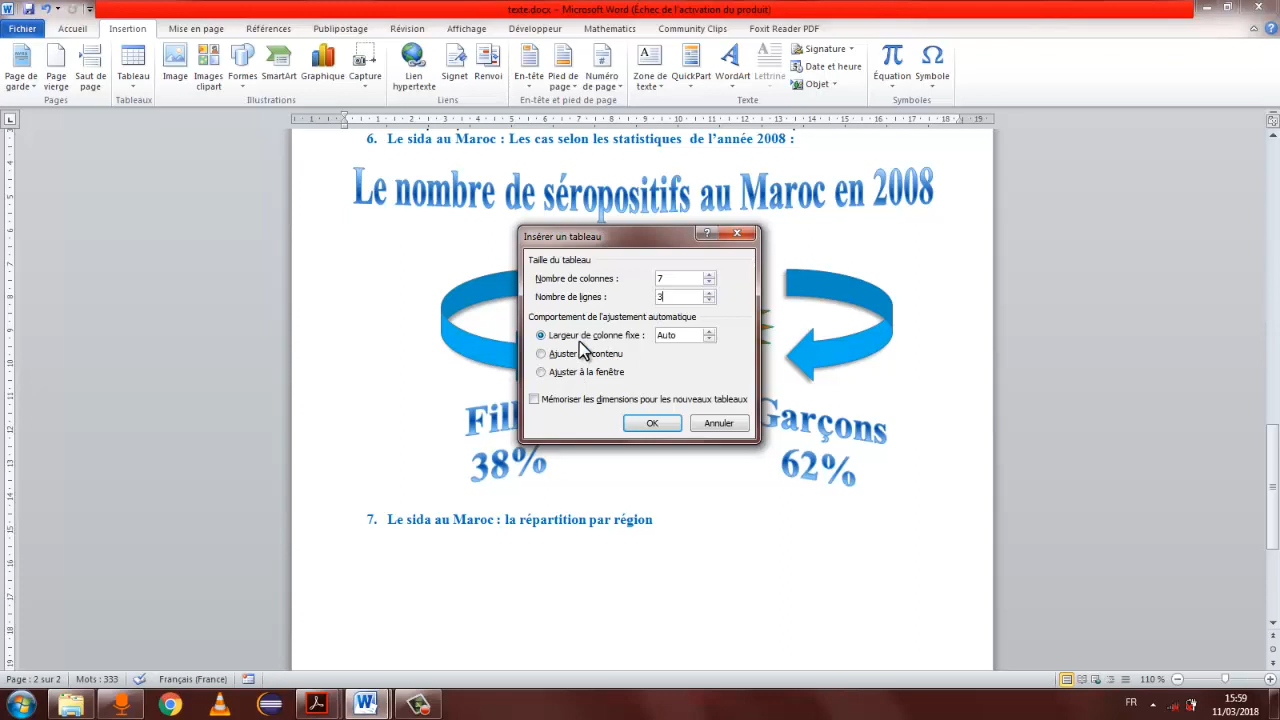 texte.docx – Microsoft Word (Échec de l'activation du produit)
Fichier Accueil Insertion Mise en page Références Publipostage Révision Affichage Développeur Mathematics Community Clips Foxit Reader PDF
Page de garde Page vierge Saut de page
Tableau
Image Images clipart Formes SmartArt Graphique Capture
Lien hypertexte Signet Renvoi
En-tête Pied de page Numéro de page
Zone de texte QuickPart WordArt Lettrine
Signature
Date et heure
Objet
Équation Symbole
Pages Tableaux Illustrations Liens En-tête et pied de page Texte Symboles
6. Le sida au Maroc : Les cas selon les statistiques de l'année 2008 :
Le nombre de séropositifs au Maroc en 2008
Insérer un tableau
Taille du tableau
Nombre de colonnes : 7
Nombre de lignes : 3
Comportement de l'ajustement automatique
Largeur de colonne fixe : Auto
Ajuster contenu
Ajuster à la fenêtre
Mémoriser les dimensions pour les nouveaux tableaux
OK Annuler
Fill
38%
Garçons
62%
7. Le sida au Maroc : la répartition par région
Page : 2 sur 2 Mots : 333 Français (France) 110 %
FR 15:59
11/03/2018